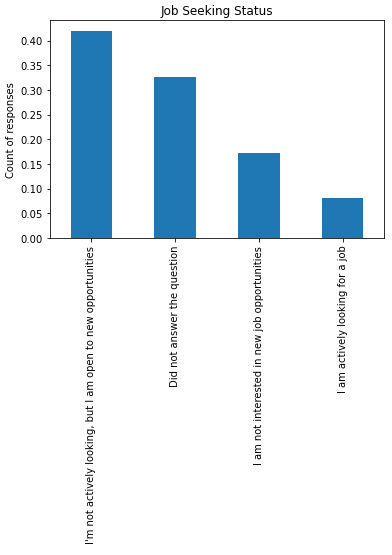 Job Seeking Status
Count of responses
0.40
0.35
0.30
0.25
0.20
0.15
0.10
0.05
0.00
I'm not actively looking, but I am open to new opportunities
Did not answer the question
I am not interested in new job opportunities
I am actively looking for a job